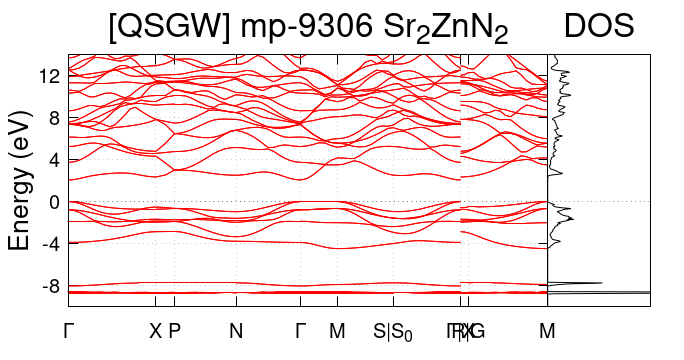 [QSGW] mp-9306 Sr₂ZnN₂ DOS
Energy (eV)
12
8
4
0
-4
-8
Γ X P N Γ M S|S₀ Γ|R|X|G M